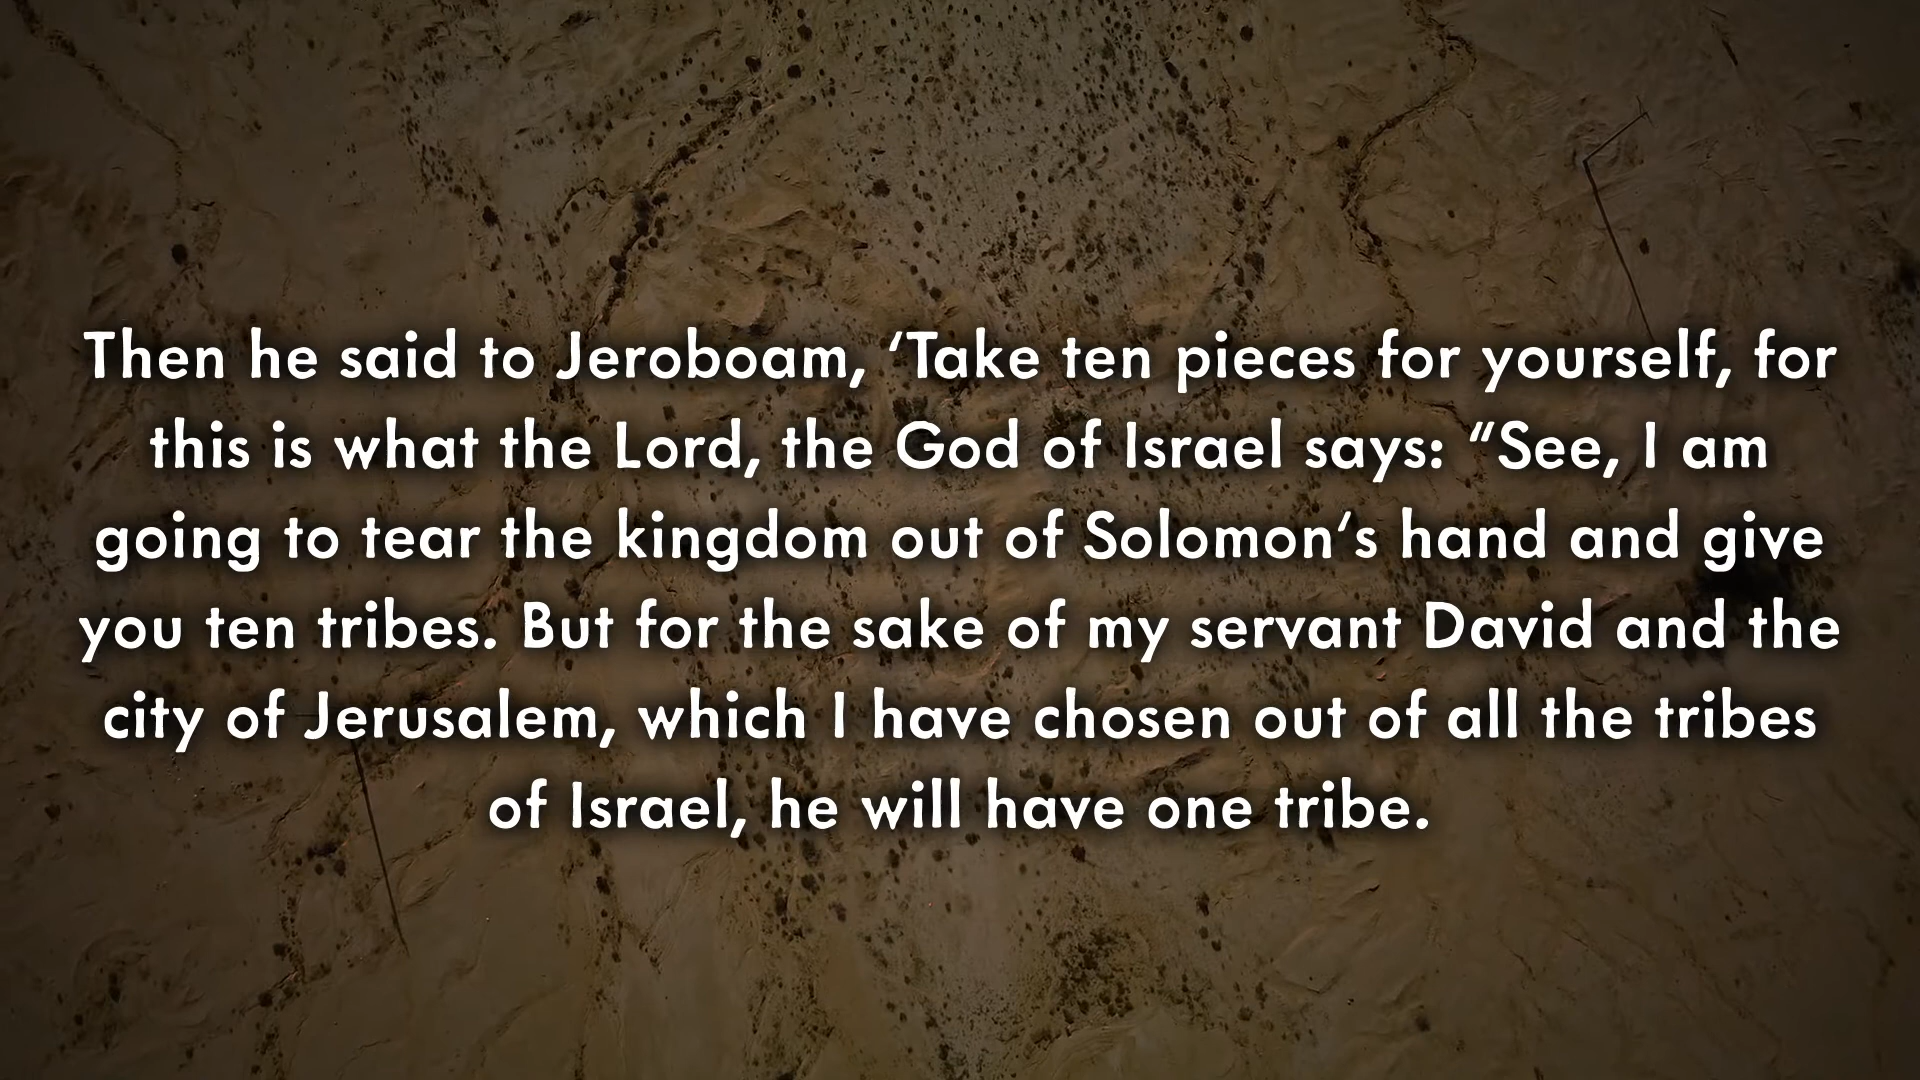 Then he said to Jeroboam, ‘Take ten pieces for yourself, for
this is what the Lord, the God of Israel says: “See, I am
going to tear the kingdom out of Solomon‘s hand and give
you ten tribes. But for the sake of my servant David and the
city of Jerusalem, which I have chosen out of all the tribes
of Israel, he will have one tribe.